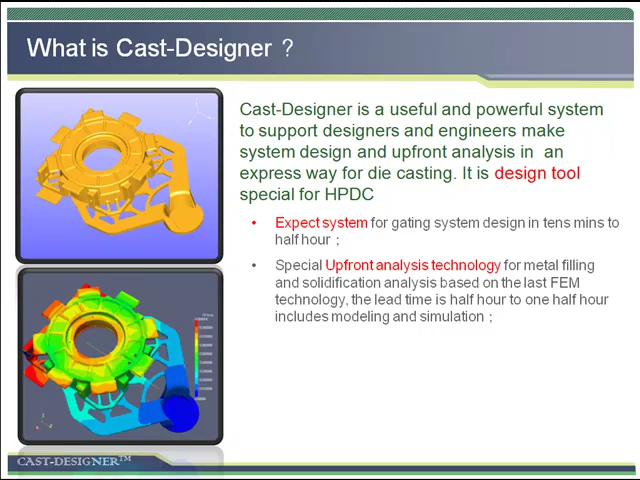 What is Cast-Designer ?
Cast-Designer is a useful and powerful system
to support designers and engineers make
system design and upfront analysis in an
express way for die casting. It is design tool
special for HPDC
• Expect system for gating system design in tens mins to
half hour ;
• Special Upfront analysis technology for metal filling
and solidification analysis based on the last FEM
technology, the lead time is half hour to one half hour
includes modeling and simulation ;
CAST-DESIGNER™